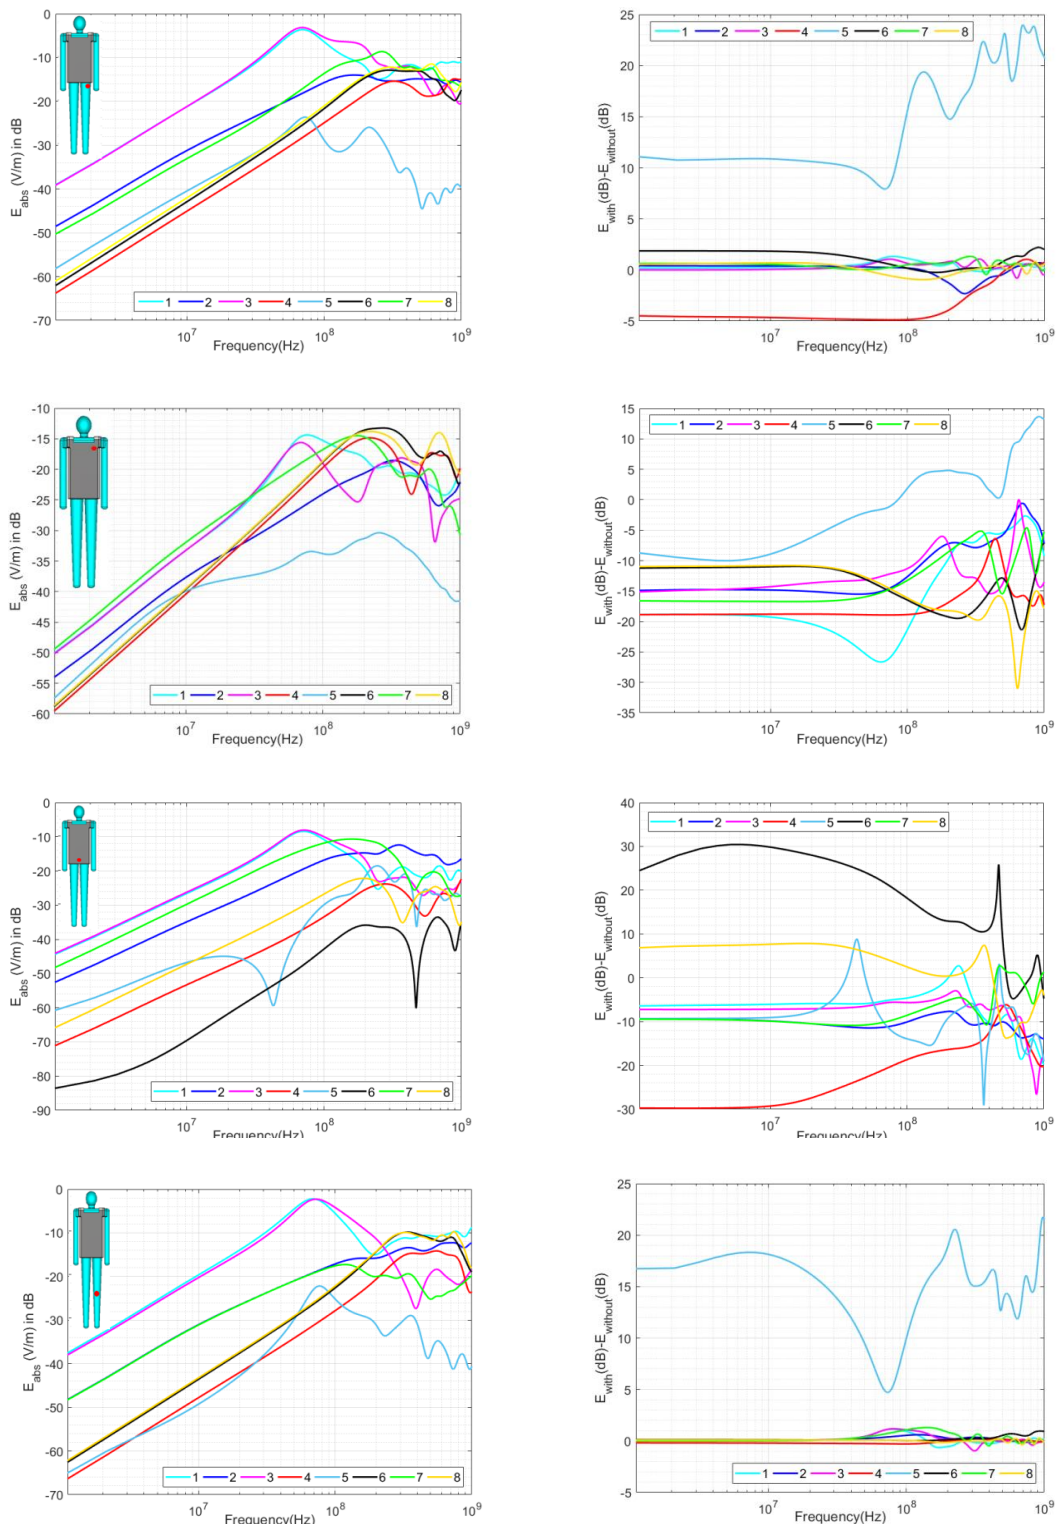 0
-10
-20
-30
-40
-50
-60
-70
E_abs (V/m) in dB
1 2 3 4 5 6 7 8
10^7 10^8 10^9
Frequency(Hz)
25
20
15
10
5
0
-5
E_with(dB)-E_without(dB)
1 2 3 4 5 6 7 8
10^7 10^8 10^9
Frequency(Hz)
-10
-15
-20
-25
-30
-35
-40
-45
-50
-55
-60
E_abs (V/m) in dB
1 2 3 4 5 6 7 8
10^7 10^8 10^9
Frequency(Hz)
15
10
5
0
-5
-10
-15
-20
-25
-30
-35
E_with(dB)-E_without(dB)
1 2 3 4 5 6 7 8
10^7 10^8 10^9
Frequency(Hz)
0
-10
-20
-30
-40
-50
-60
-70
-80
-90
E_abs (V/m) in dB
1 2 3 4 5 6 7 8
10^7 10^8 10^9
Frequency(Hz)
40
30
20
10
0
-10
-20
-30
E_with(dB)-E_without(dB)
1 2 3 4 5 6 7 8
10^7 10^8 10^9
Frequency(Hz)
0
-10
-20
-30
-40
-50
-60
-70
E_abs (V/m) in dB
1 2 3 4 5 6 7 8
10^7 10^8 10^9
Frequency(Hz)
25
20
15
10
5
0
-5
E_with(dB)-E_without(dB)
1 2 3 4 5 6 7 8
10^7 10^8 10^9
Frequency(Hz)